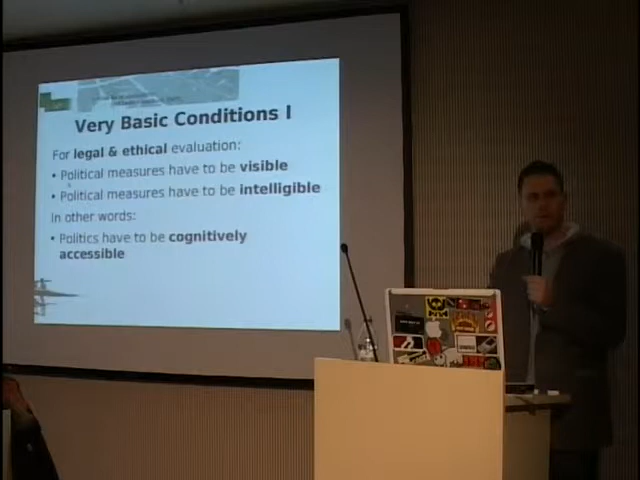 Very Basic Conditions I
For legal & ethical evaluation:
• Political measures have to be visible
• Political measures have to be intelligible
In other words:
• Politics have to be cognitively
accessible